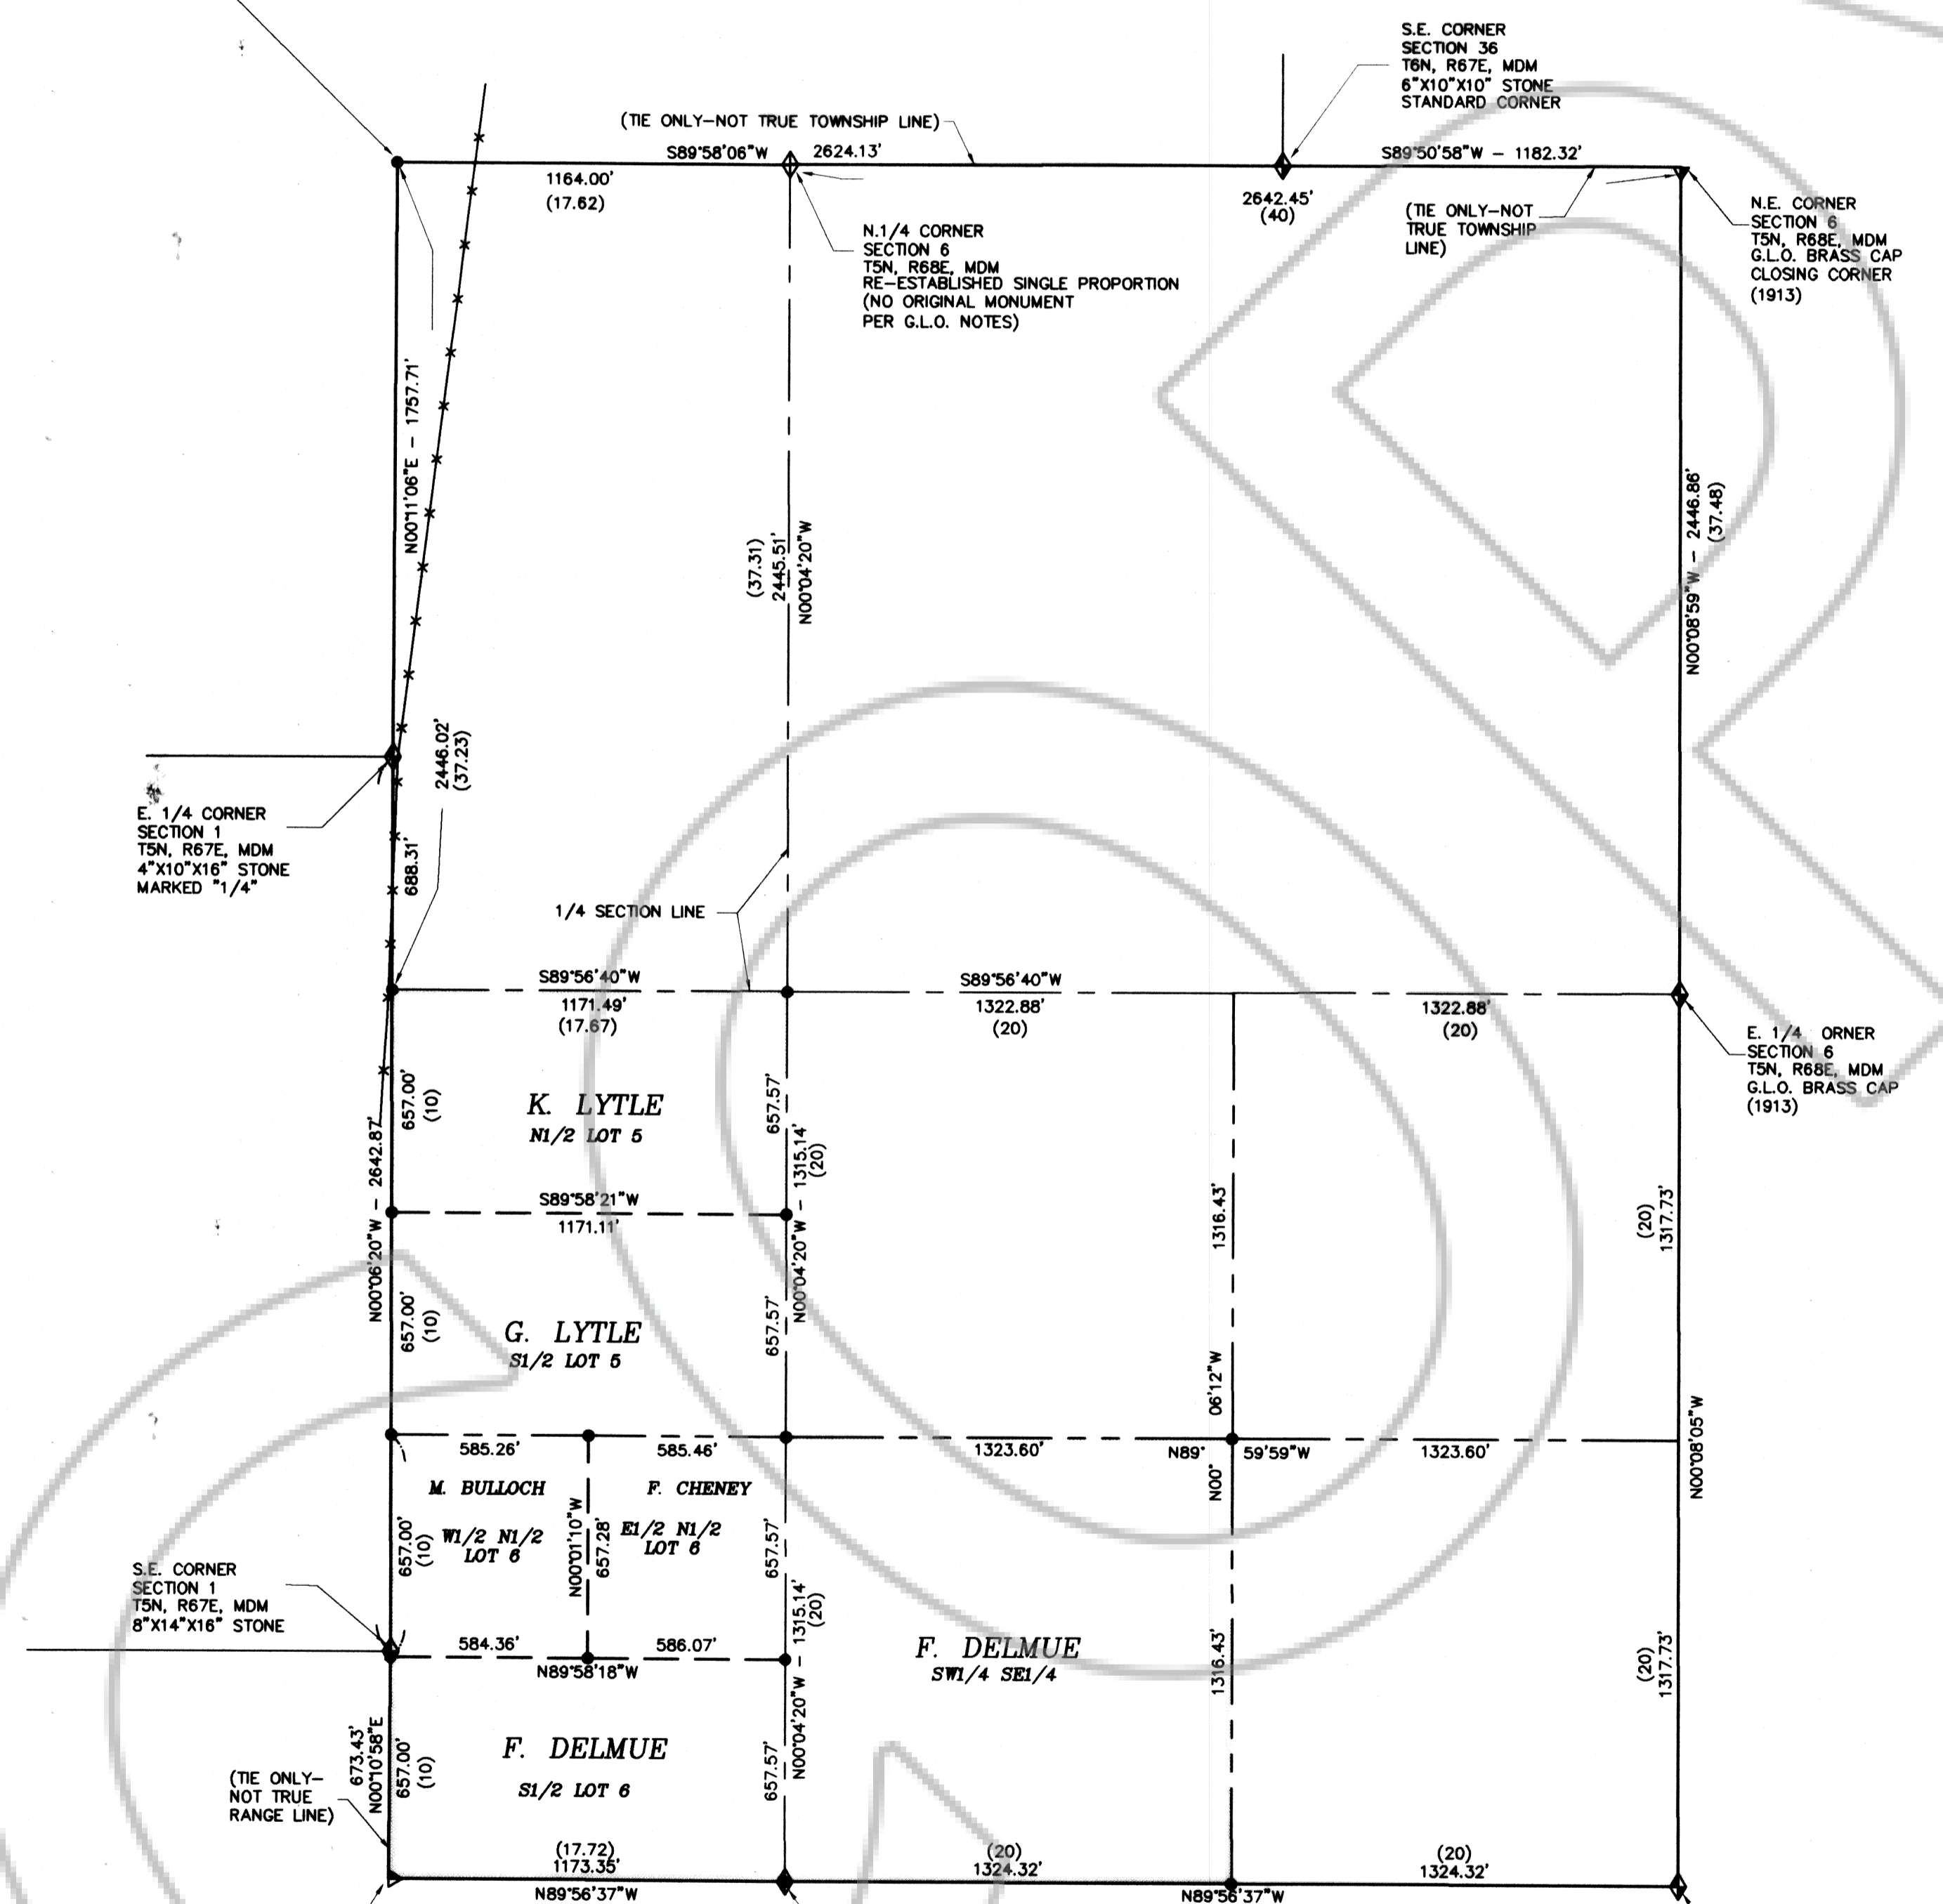 S.E. CORNER
SECTION 36
T6N, R67E, MDM
6"X10"X10" STONE
STANDARD CORNER
(TIE ONLY-NOT TRUE TOWNSHIP LINE)
S89°58'06"W
2624.13'
S89°50'58"W - 1182.32'
1164.00'
(17.62)
2642.45'
(40)
(TIE ONLY-NOT
TRUE TOWNSHIP
LINE)
N.E. CORNER
SECTION 6
T5N, R68E, MDM
G.L.O. BRASS CAP
CLOSING CORNER
(1913)
N.1/4 CORNER
SECTION 6
T5N, R68E, MDM
RE-ESTABLISHED SINGLE PROPORTION
(NO ORIGINAL MONUMENT
PER G.L.O. NOTES)
N00°11'06"E - 1757.71'
(37.31)
2445.51'
N00°04'20"W
N00°08'59"W - 2446.86'
(37.48)
2446.02'
(37.23)
E. 1/4 CORNER
SECTION 1
T5N, R67E, MDM
4"X10"X16" STONE
MARKED "1/4"
688.31'
1/4 SECTION LINE
S89°56'40"W
1171.49'
(17.67)
S89°56'40"W
1322.88'
(20)
1322.88'
(20)
E. 1/4 ORNER
SECTION 6
T5N, R68E, MDM
G.L.O. BRASS CAP
(1913)
N00°06'20"W - 2642.87'
657.00'
(10)
K. LYTLE
N1/2 LOT 5
657.57'
N00°04'20"W - 1315.14'
(20)
S89°58'21"W
1171.11'
1316.43'
(20)
1317.73'
657.00'
(10)
G. LYTLE
S1/2 LOT 5
657.57'
N00° 06'12"W
N00°08'05"W
585.26'
585.46'
1323.60'
N89° 59'59"W
1323.60'
M. BULLOCH
W1/2 N1/2
LOT 6
F. CHENEY
E1/2 N1/2
LOT 6
657.00'
(10)
N00°01'10"W
657.28'
657.57'
N00°04'20"W - 1315.14'
(20)
S.E. CORNER
SECTION 1
T5N, R67E, MDM
8"X14"X16" STONE
584.36'
586.07'
N89°58'18"W
F. DELMUE
SW1/4 SE1/4
1316.43'
(20)
1317.73'
673.43'
N00°10'58"E
657.00'
(10)
F. DELMUE
S1/2 LOT 6
657.57'
(TIE ONLY-
NOT TRUE
RANGE LINE)
(17.72)
1173.35'
N89°56'37"W
(20)
1324.32'
N89°56'37"W
(20)
1324.32'